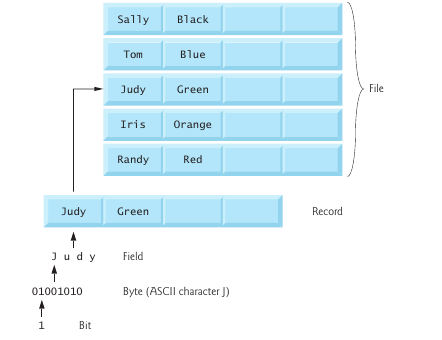 Sally Black
Tom Blue
Judy Green
File
Iris Orange
Randy Red
Judy Green
Record
J u d y Field
01001010 Byte (ASCII character J)
1 Bit